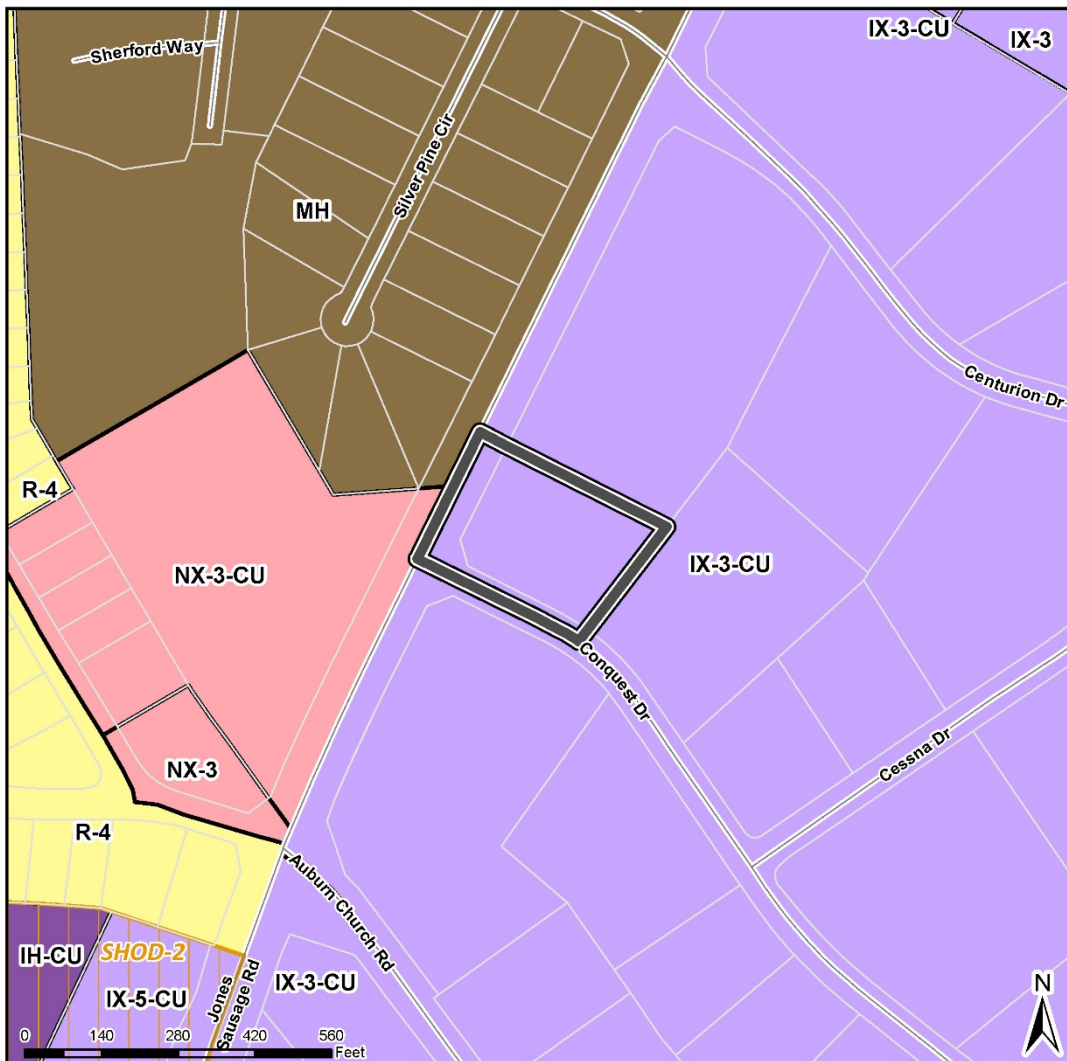 IX-3-CU
IX-3
Sherford Way
Silver Pine Cir
MH
Centurion Dr
R-4
NX-3-CU
IX-3-CU
Conquest Dr
Cessna Dr
NX-3
R-4
Auburn Church Rd
IH-CU
SHOD-2
IX-5-CU
Jones
Sausage Rd
IX-3-CU
N
0 140 280 420 560
Feet